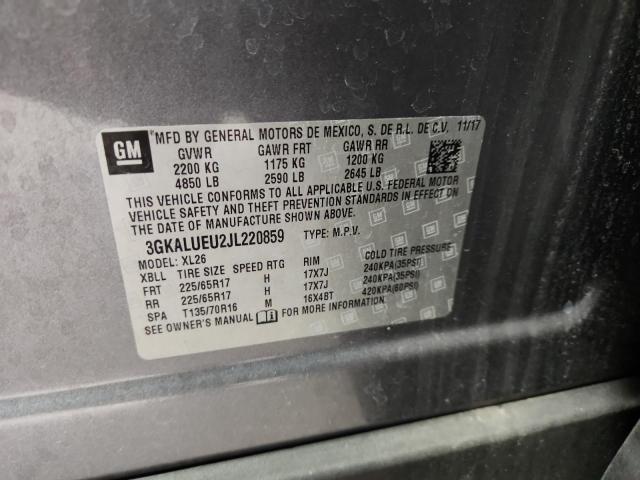 GM
*MFD BY GENERAL MOTORS DE MEXICO, S. DE R.L. DE C.V. 11/17
GVWR GAWR FRT GAWR RR
2200 KG 1175 KG 1200 KG
4850 LB 2590 LB 2645 LB
THIS VEHICLE CONFORMS TO ALL APPLICABLE U.S. FEDERAL MOTOR
VEHICLE SAFETY AND THEFT PREVENTION STANDARDS IN EFFECT ON
THE DATE OF MANUFACTURE SHOWN ABOVE.
3GKALUEU2JL220859 TYPE: M.P.V.
MODEL: XL26
XBLL TIRE SIZE SPEED RTG RIM COLD TIRE PRESSURE
FRT 225/65R17 H 17X7J 240KPA(35PSI)
RR 225/65R17 H 17X7J 240KPA(35PSI)
SPA T135/70R16 M 16X4BT 420KPA(60PSI)
SEE OWNER'S MANUAL FOR MORE INFORMATION.